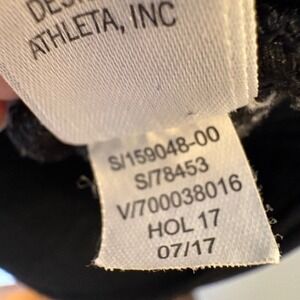 ATHLETA, INC
S/159048-00
S/78453
V/700038016
HOL 17
07/17